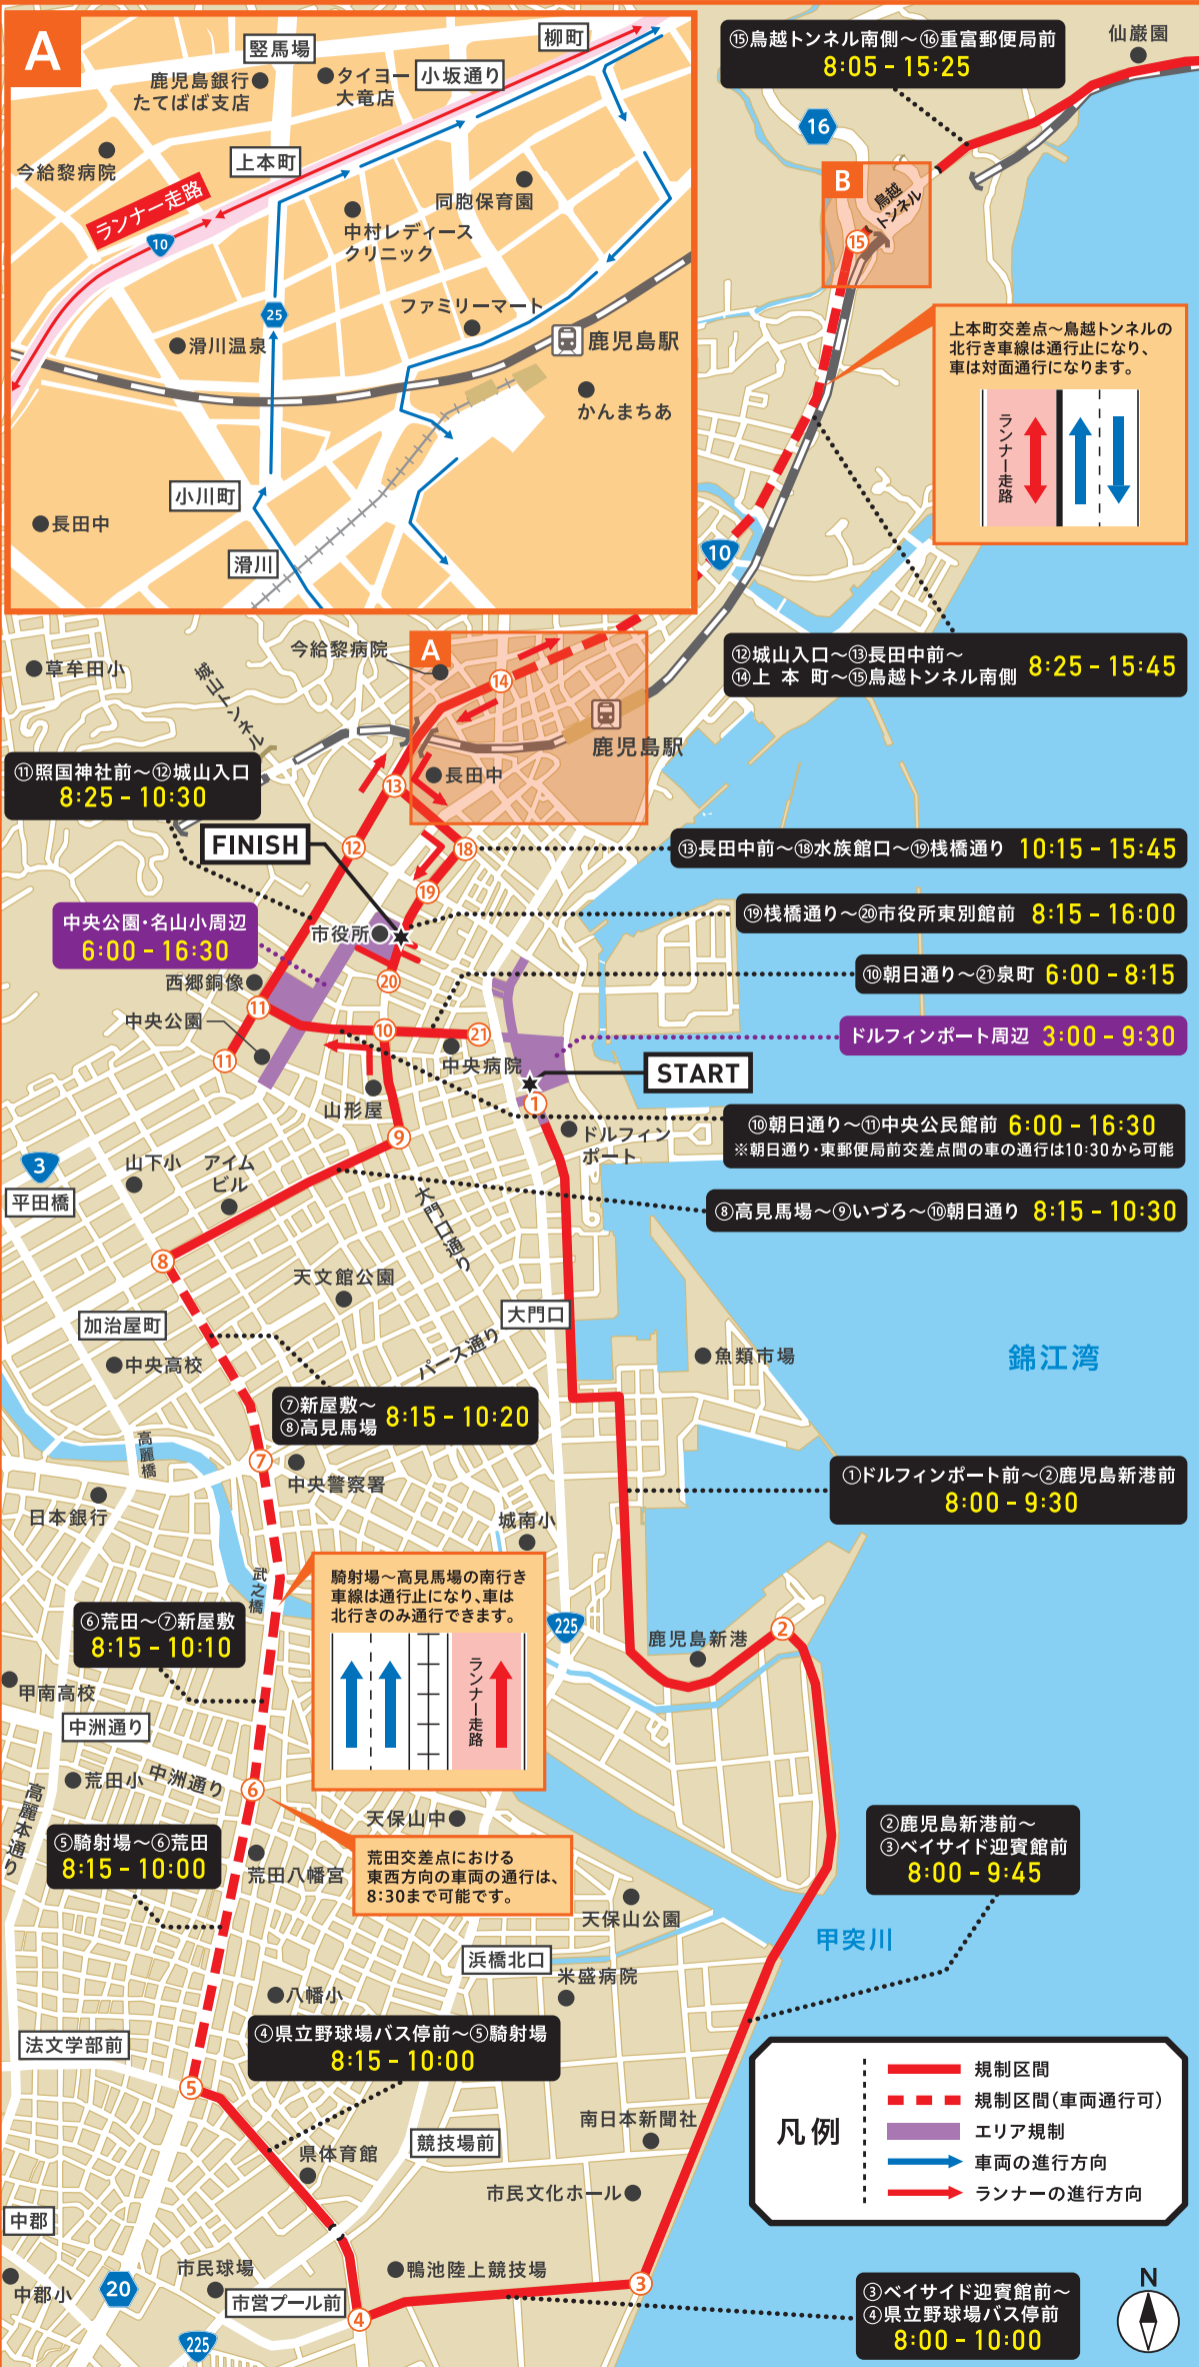 A
竪馬場
柳町
鹿児島銀行
たてばば支店
タイヨー
大竜店
小坂通り
今給黎病院
上本町
ランナー走路
10
同胞保育園
中村レディース
クリニック
25
ファミリーマート
滑川温泉
鹿児島駅
かんまちあ
小川町
長田中
滑川
⑮鳥越トンネル南側～⑯重富郵便局前
8:05 - 15:25
仙巌園
16
B
鳥越
トンネル
⑮
上本町交差点～鳥越トンネルの
北行き車線は通行止になり、
車は対面通行になります。
ランナー走路
10
⑫城山入口～⑬長田中前～
⑭上本町～⑮鳥越トンネル南側
8:25 - 15:45
草牟田小
城山トンネル
今給黎病院
A
⑭
鹿児島駅
⑪照国神社前～⑫城山入口
8:25 - 10:30
長田中
⑬
FINISH
⑫
⑱
⑬長田中前～⑱水族館口～⑲桟橋通り 10:15 - 15:45
⑲
中央公園・名山小周辺
6:00 - 16:30
市役所
⑲桟橋通り～⑳市役所東別館前 8:15 - 16:00
西郷銅像
⑳
⑩朝日通り～㉑泉町 6:00 - 8:15
⑪
中央公園
⑩
㉑
ドルフィンポート周辺 3:00 - 9:30
⑪
中央病院
START
山形屋
①
⑩朝日通り～⑪中央公民館前 6:00 - 16:30
※朝日通り・東郵便局前交差点間の車の通行は10:30から可能
⑨
ドルフィン
ポート
3
平田橋
山下小
アイム
ビル
大門口通り
⑧高見馬場～⑨いづろ～⑩朝日通り 8:15 - 10:30
⑧
天文館公園
加治屋町
大門口
パース通り
中央高校
魚類市場
錦江湾
⑦新屋敷～
⑧高見馬場
8:15 - 10:20
高麗橋
⑦
中央警察署
①ドルフィンポート前～②鹿児島新港前
8:00 - 9:30
日本銀行
城南小
武之橋
騎射場～高見馬場の南行き
車線は通行止になり、車は
北行きのみ通行できます。
ランナー走路
⑥荒田～⑦新屋敷
8:15 - 10:10
225
鹿児島新港
②
甲南高校
中洲通り
荒田小
中洲通り
⑥
高麗本通り
天保山中
⑤騎射場～⑥荒田
8:15 - 10:00
荒田八幡宮
荒田交差点における
東西方向の車両の通行は、
8:30まで可能です。
②鹿児島新港前～
③ベイサイド迎賓館前
8:00 - 9:45
天保山公園
甲突川
浜橋北口
米盛病院
八幡小
④県立野球場バス停前～⑤騎射場
8:15 - 10:00
法文学部前
⑤
凡例
規制区間
規制区間(車両通行可)
エリア規制
車両の進行方向
ランナーの進行方向
南日本新聞社
競技場前
県体育館
市民文化ホール
中郡
中郡小
20
市民球場
鴨池陸上競技場
市営プール前
③
④
225
③ベイサイド迎賓館前～
④県立野球場バス停前
8:00 - 10:00
N